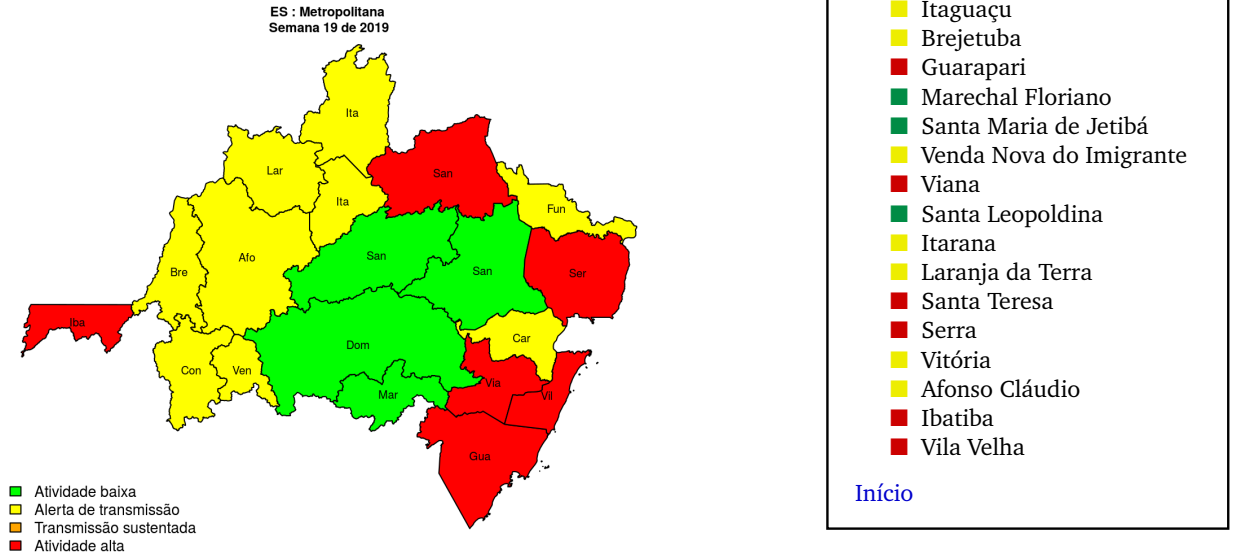 ES : Metropolitana
Semana 19 de 2019
Ita
Lar
San
Ita
Fun
Afo
San
San
Bre
Ser
Iba
Car
Dom
Con
Ven
Via
Mar
Vil
Gua
Atividade baixa
Alerta de transmissão
Transmissão sustentada
Atividade alta
Itaguaçu
Brejetuba
Guarapari
Marechal Floriano
Santa Maria de Jetibá
Venda Nova do Imigrante
Viana
Santa Leopoldina
Itarana
Laranja da Terra
Santa Teresa
Serra
Vitória
Afonso Cláudio
Ibatiba
Vila Velha
Início